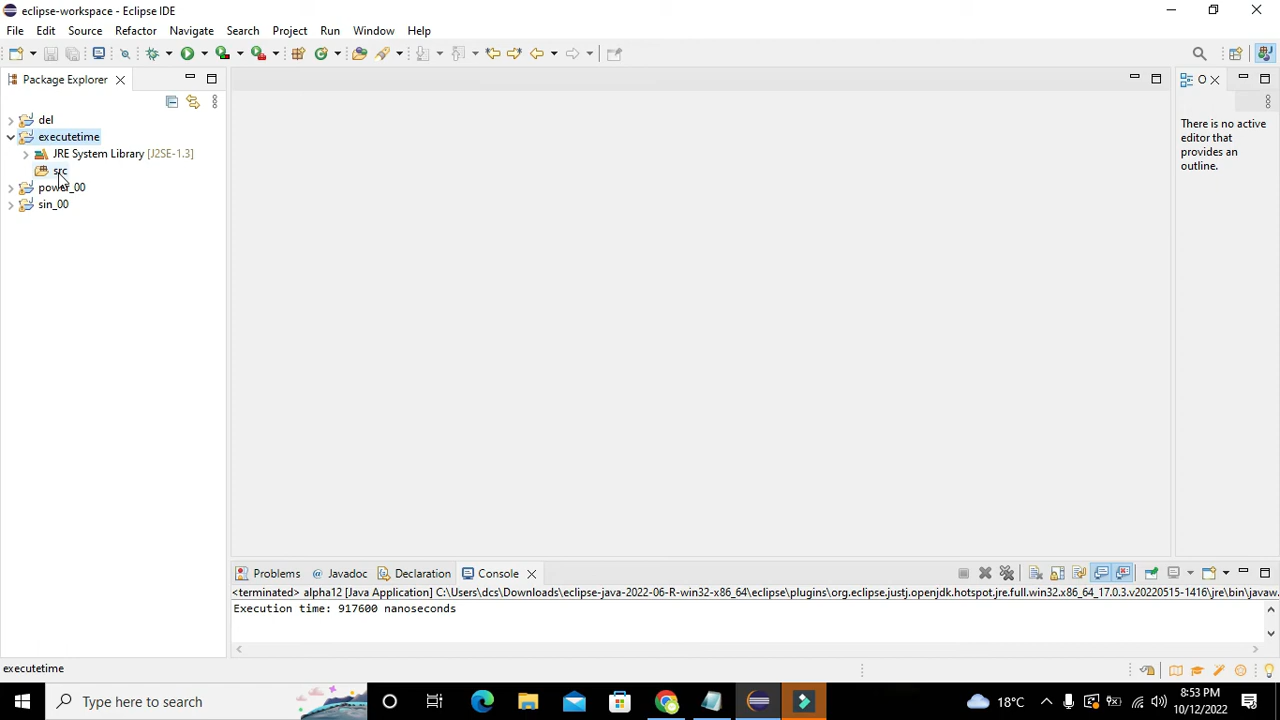 eclipse-workspace - Eclipse IDE
File Edit Source Refactor Navigate Search Project Run Window Help
Package Explorer
O
del
executetime
JRE System Library [J2SE-1.3]
src
power_00
sin_00
There is no active
editor that
provides an
outline.
Problems @ Javadoc Declaration Console
<terminated> alpha12 [Java Application] C:\Users\dcs\Downloads\eclipse-java-2022-06-R-win32-x86_64\eclipse\plugins\org.eclipse.justj.openjdk.hotspot.jre.full.win32.x86_64_17.0.3.v20220515-1416\jre\bin\javaw.
Execution time: 917600 nanoseconds
executetime
Type here to search
18°C
8:53 PM
10/12/2022